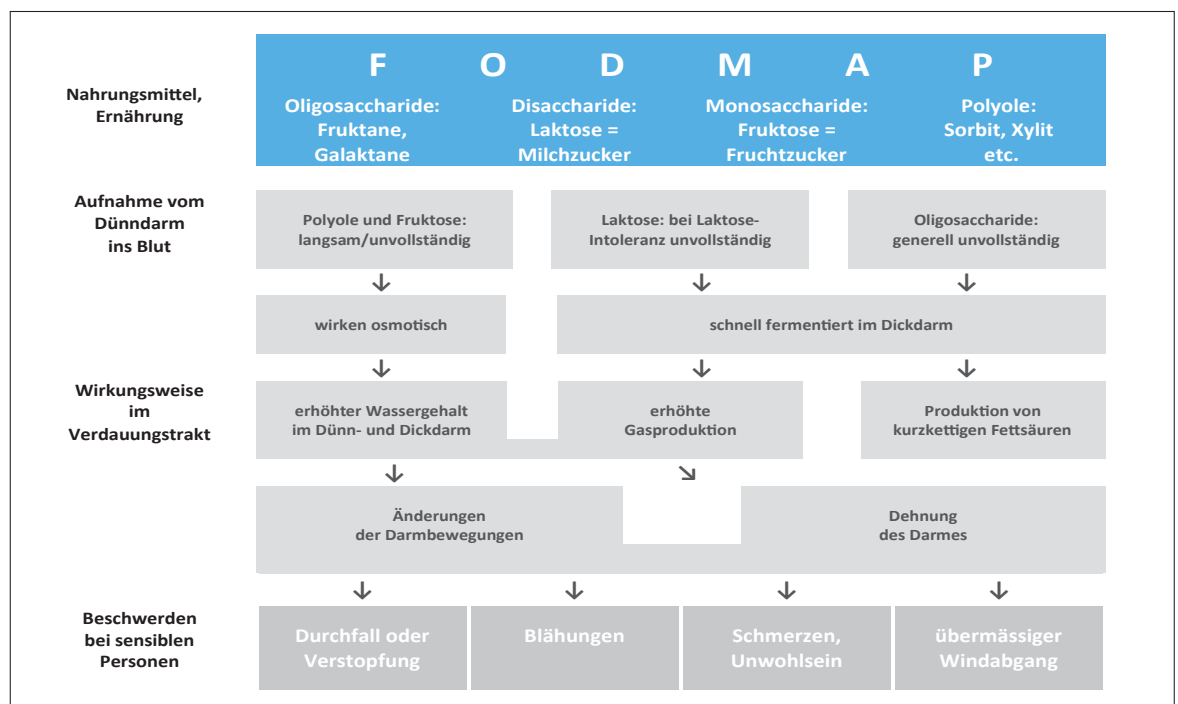 F O D M A P
Nahrungsmittel,
Ernährung
Oligosaccharide:
Fruktane,
Galaktane
Disaccharide:
Laktose =
Milchzucker
Monosaccharide:
Fruktose =
Fruchtzucker
Polyole:
Sorbit, Xylit
etc.
Aufnahme vom
Dünndarm
ins Blut
Polyole und Fruktose:
langsam/unvollständig
Laktose: bei Laktose-
Intoleranz unvollständig
Oligosaccharide:
generell unvollständig
wirken osmotisch
schnell fermentiert im Dickdarm
Wirkungsweise
im
Verdauungstrakt
erhöhter Wassergehalt
im Dünn- und Dickdarm
erhöhte
Gasproduktion
Produktion von
kurzkettigen Fettsäuren
Änderungen
der Darmbewegungen
Dehnung
des Darmes
Beschwerden
bei sensiblen
Personen
Durchfall oder
Verstopfung
Blähungen
Schmerzen,
Unwohlsein
übermässiger
Windabgang